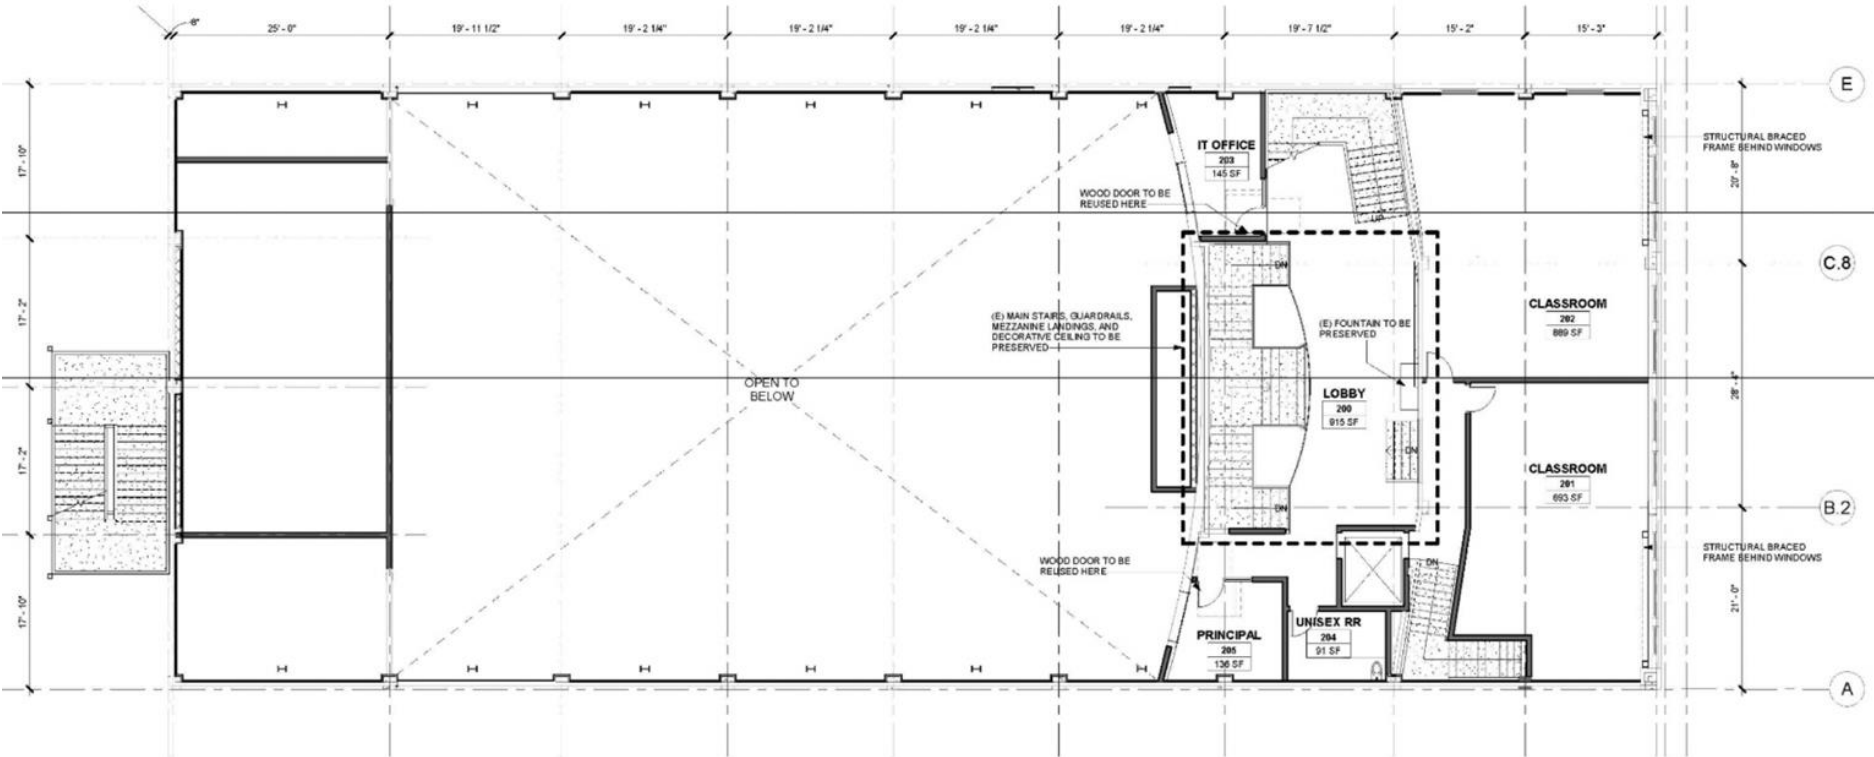 8"
25' - 0"
19' - 11 1/2"
19' - 2 1/4"
19' - 2 1/4"
19' - 2 1/4"
19' - 2 1/4"
19' - 7 1/2"
15' - 2"
15' - 3"
E
17' - 10"
IT OFFICE
203
145 SF
STRUCTURAL BRACED
FRAME BEHIND WINDOWS
20' - 8"
WOOD DOOR TO BE
REUSED HERE
UP
DN
C.8
17' - 2"
(E) MAIN STAIRS, GUARDRAILS,
MEZZANINE LANDINGS, AND
DECORATIVE CEILING TO BE
PRESERVED
(E) FOUNTAIN TO BE
PRESERVED
CLASSROOM
202
889 SF
OPEN TO
BELOW
LOBBY
200
915 SF
28' - 4"
17' - 2"
DN
CLASSROOM
201
693 SF
DN
B.2
WOOD DOOR TO BE
REUSED HERE
DN
STRUCTURAL BRACED
FRAME BEHIND WINDOWS
17' - 10"
PRINCIPAL
205
136 SF
UNISEX RR
204
91 SF
21' - 0"
A